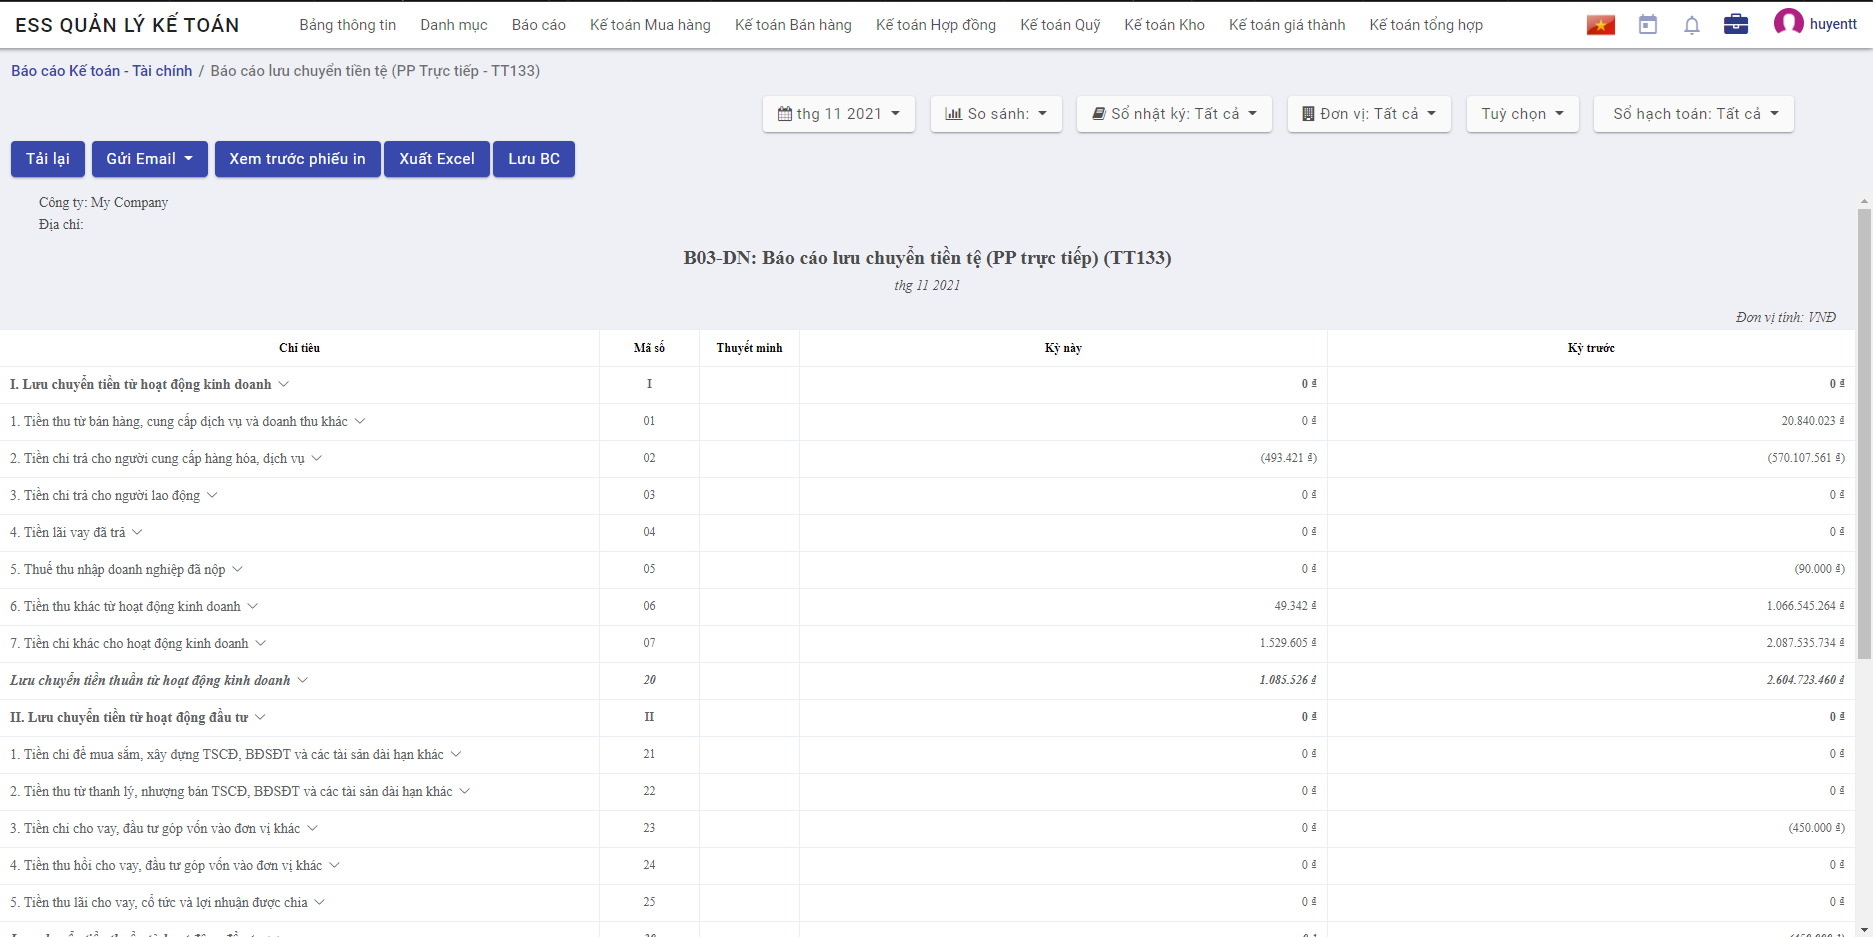 ESS QUẢN LÝ KẾ TOÁN Bảng thông tin Danh mục Báo cáo Kế toán Mua hàng Kế toán Bán hàng Kế toán Hợp đồng Kế toán Quỹ Kế toán Kho Kế toán giá thành Kế toán tổng hợp huyentt
Báo cáo Kế toán - Tài chính / Báo cáo lưu chuyển tiền tệ (PP Trực tiếp - TT133)
thg 11 2021 So sánh: Sổ nhật ký: Tất cả Đơn vị: Tất cả Tuỳ chọn Sổ hạch toán: Tất cả
Tải lại Gửi Email Xem trước phiếu in Xuất Excel Lưu BC
Công ty: My Company
Địa chỉ:
B03-DN: Báo cáo lưu chuyển tiền tệ (PP trực tiếp) (TT133)
thg 11 2021
Đơn vị tính: VNĐ
Chỉ tiêu Mã số Thuyết minh Kỳ này Kỳ trước
I. Lưu chuyển tiền từ hoạt động kinh doanh I 0 ₫ 0 ₫
1. Tiền thu từ bán hàng, cung cấp dịch vụ và doanh thu khác 01 0 ₫ 20.840.023 ₫
2. Tiền chi trả cho người cung cấp hàng hóa, dịch vụ 02 (493.421 ₫) (570.107.561 ₫)
3. Tiền chi trả cho người lao động 03 0 ₫ 0 ₫
4. Tiền lãi vay đã trả 04 0 ₫ 0 ₫
5. Thuế thu nhập doanh nghiệp đã nộp 05 0 ₫ (90.000 ₫)
6. Tiền thu khác từ hoạt động kinh doanh 06 49.342 ₫ 1.066.545.264 ₫
7. Tiền chi khác cho hoạt động kinh doanh 07 1.529.605 ₫ 2.087.535.734 ₫
Lưu chuyển tiền thuần từ hoạt động kinh doanh 20 1.085.526 ₫ 2.604.723.460 ₫
II. Lưu chuyển tiền từ hoạt động đầu tư II 0 ₫ 0 ₫
1. Tiền chi để mua sắm, xây dựng TSCĐ, BĐSĐT và các tài sản dài hạn khác 21 0 ₫ 0 ₫
2. Tiền thu từ thanh lý, nhượng bán TSCĐ, BĐSĐT và các tài sản dài hạn khác 22 0 ₫ 0 ₫
3. Tiền chi cho vay, đầu tư góp vốn vào đơn vị khác 23 0 ₫ (450.000 ₫)
4. Tiền thu hồi cho vay, đầu tư góp vốn vào đơn vị khác 24 0 ₫ 0 ₫
5. Tiền thu lãi cho vay, cổ tức và lợi nhuận được chia 25 0 ₫ 0 ₫